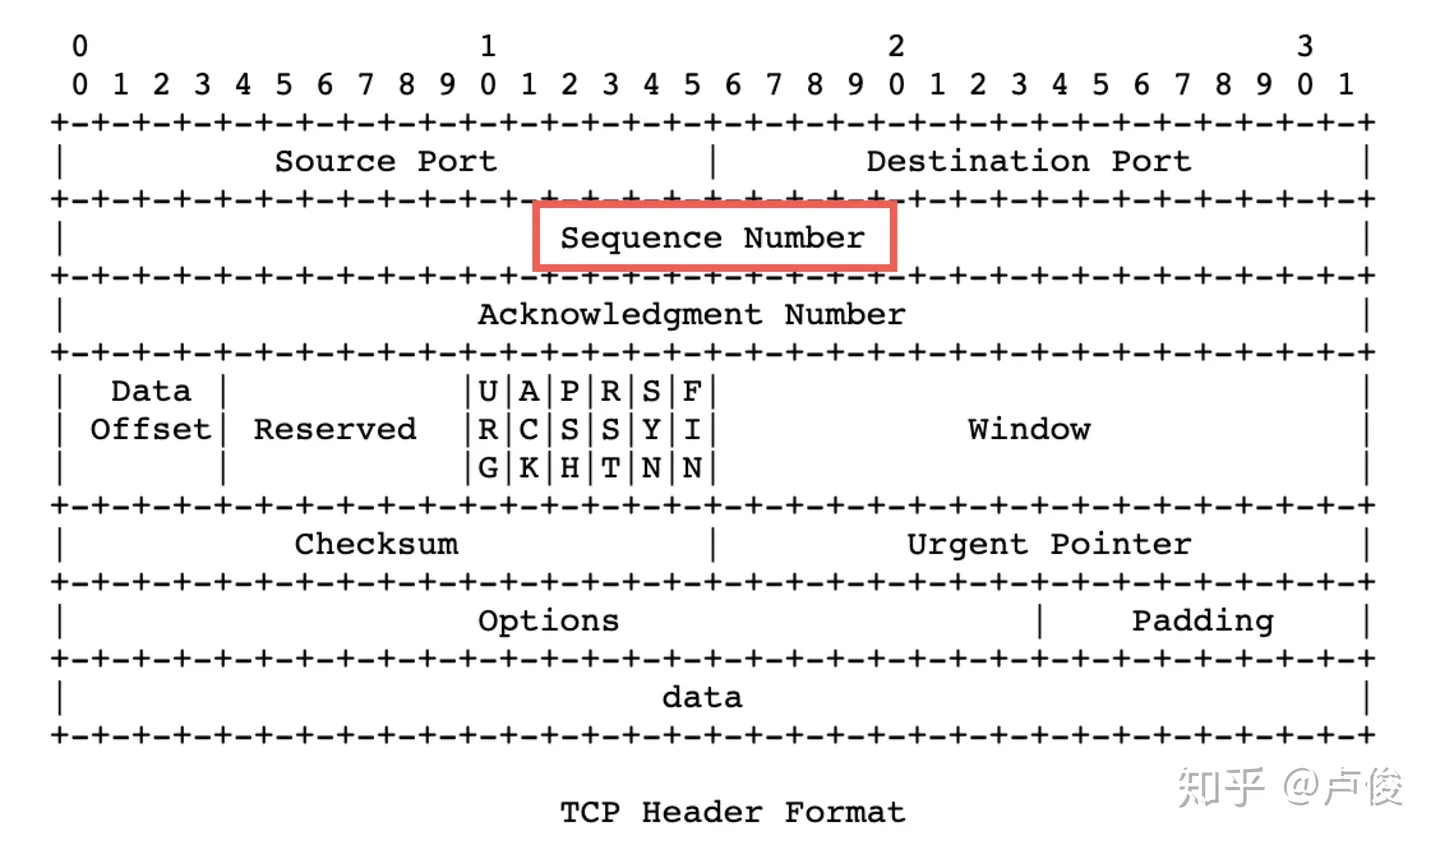 0                   1                   2                   3
 0 1 2 3 4 5 6 7 8 9 0 1 2 3 4 5 6 7 8 9 0 1 2 3 4 5 6 7 8 9 0 1
+-+-+-+-+-+-+-+-+-+-+-+-+-+-+-+-+-+-+-+-+-+-+-+-+-+-+-+-+-+-+-+-+
|          Source Port          |       Destination Port        |
+-+-+-+-+-+-+-+-+-+-+-+-+-+-+-+-+-+-+-+-+-+-+-+-+-+-+-+-+-+-+-+-+
|                        Sequence Number                        |
+-+-+-+-+-+-+-+-+-+-+-+-+-+-+-+-+-+-+-+-+-+-+-+-+-+-+-+-+-+-+-+-+
|                    Acknowledgment Number                      |
+-+-+-+-+-+-+-+-+-+-+-+-+-+-+-+-+-+-+-+-+-+-+-+-+-+-+-+-+-+-+-+-+
|  Data |           |U|A|P|R|S|F|                               |
| Offset| Reserved  |R|C|S|S|Y|I|            Window             |
|       |           |G|K|H|T|N|N|                               |
+-+-+-+-+-+-+-+-+-+-+-+-+-+-+-+-+-+-+-+-+-+-+-+-+-+-+-+-+-+-+-+-+
|           Checksum            |         Urgent Pointer        |
+-+-+-+-+-+-+-+-+-+-+-+-+-+-+-+-+-+-+-+-+-+-+-+-+-+-+-+-+-+-+-+-+
|                    Options                    |    Padding    |
+-+-+-+-+-+-+-+-+-+-+-+-+-+-+-+-+-+-+-+-+-+-+-+-+-+-+-+-+-+-+-+-+
|                             data                              |
+-+-+-+-+-+-+-+-+-+-+-+-+-+-+-+-+-+-+-+-+-+-+-+-+-+-+-+-+-+-+-+-+
知乎 @卢俊
TCP Header Format